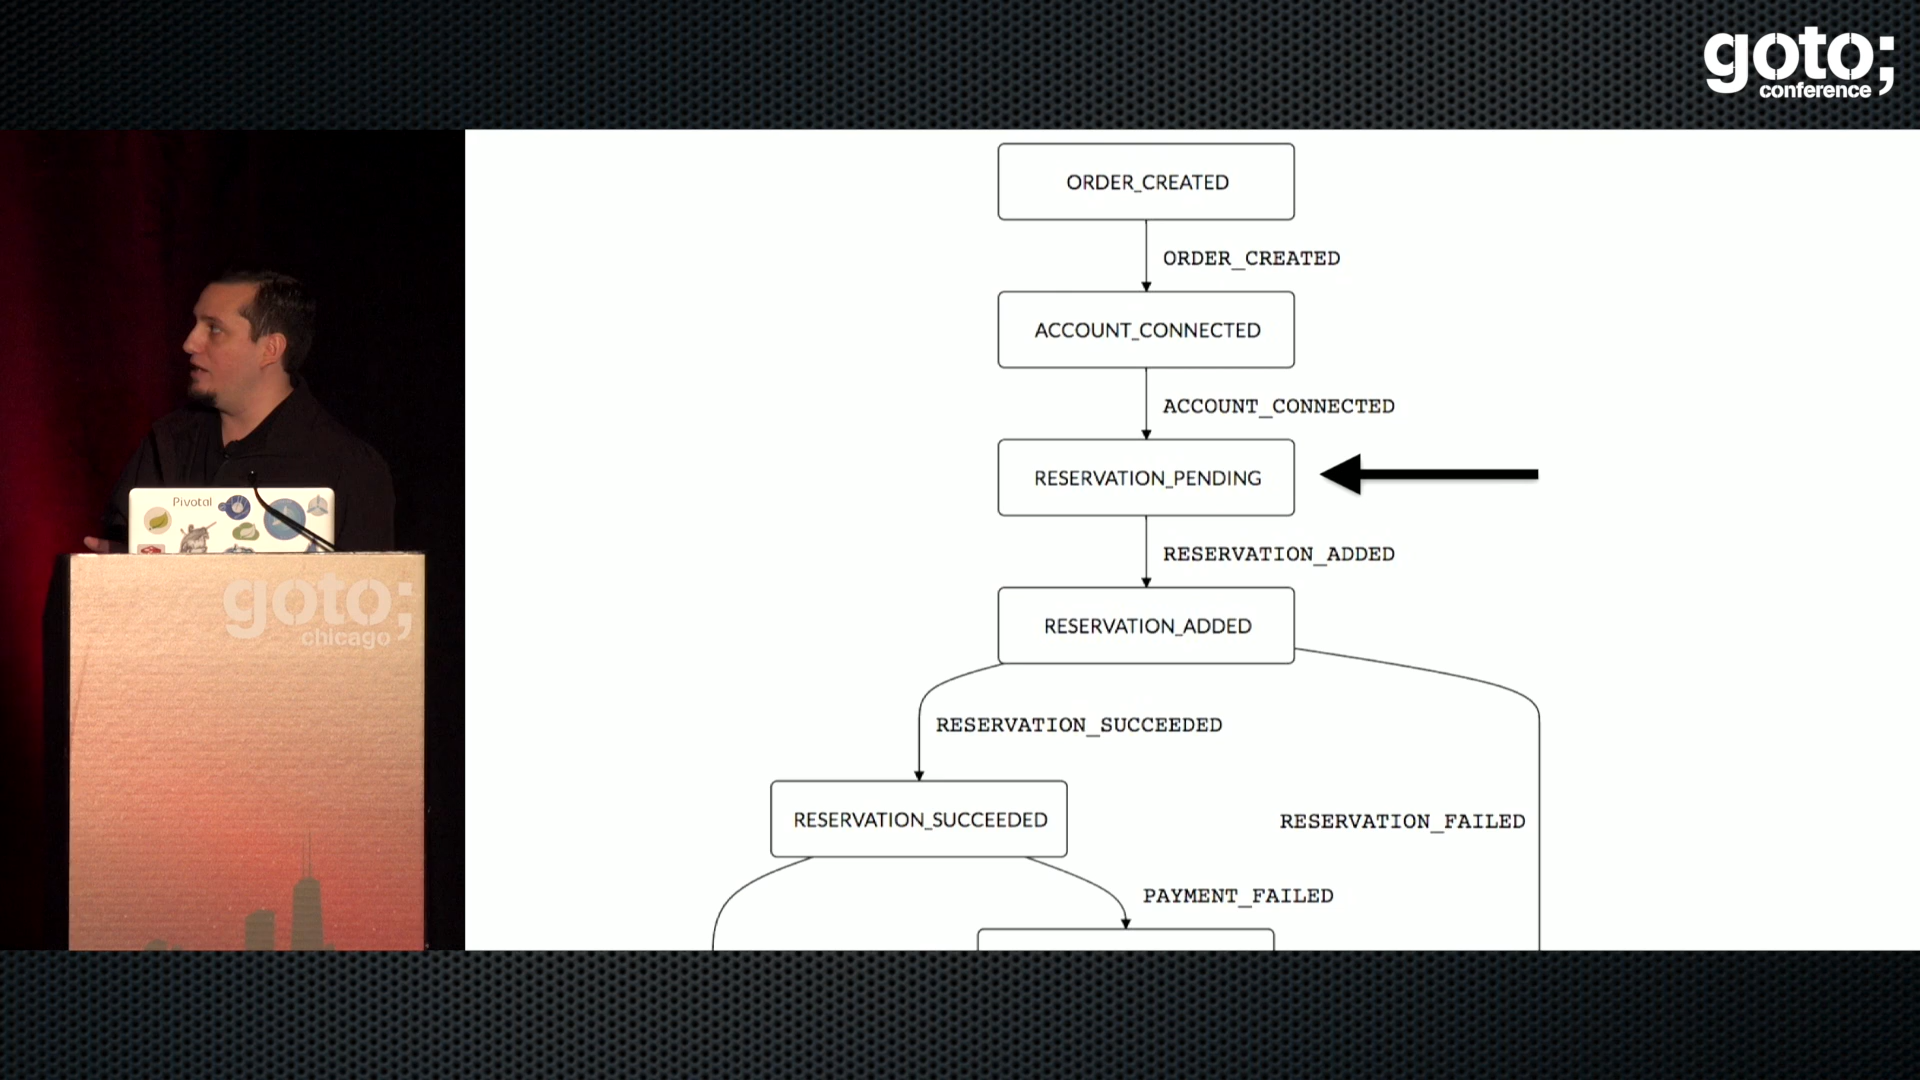 goto;
conference
ORDER_CREATED
ORDER_CREATED
ACCOUNT_CONNECTED
ACCOUNT_CONNECTED
RESERVATION_PENDING
RESERVATION_ADDED
RESERVATION_ADDED
RESERVATION_SUCCEEDED
RESERVATION_SUCCEEDED
RESERVATION_FAILED
PAYMENT_FAILED
Pivotal
goto;
chicago